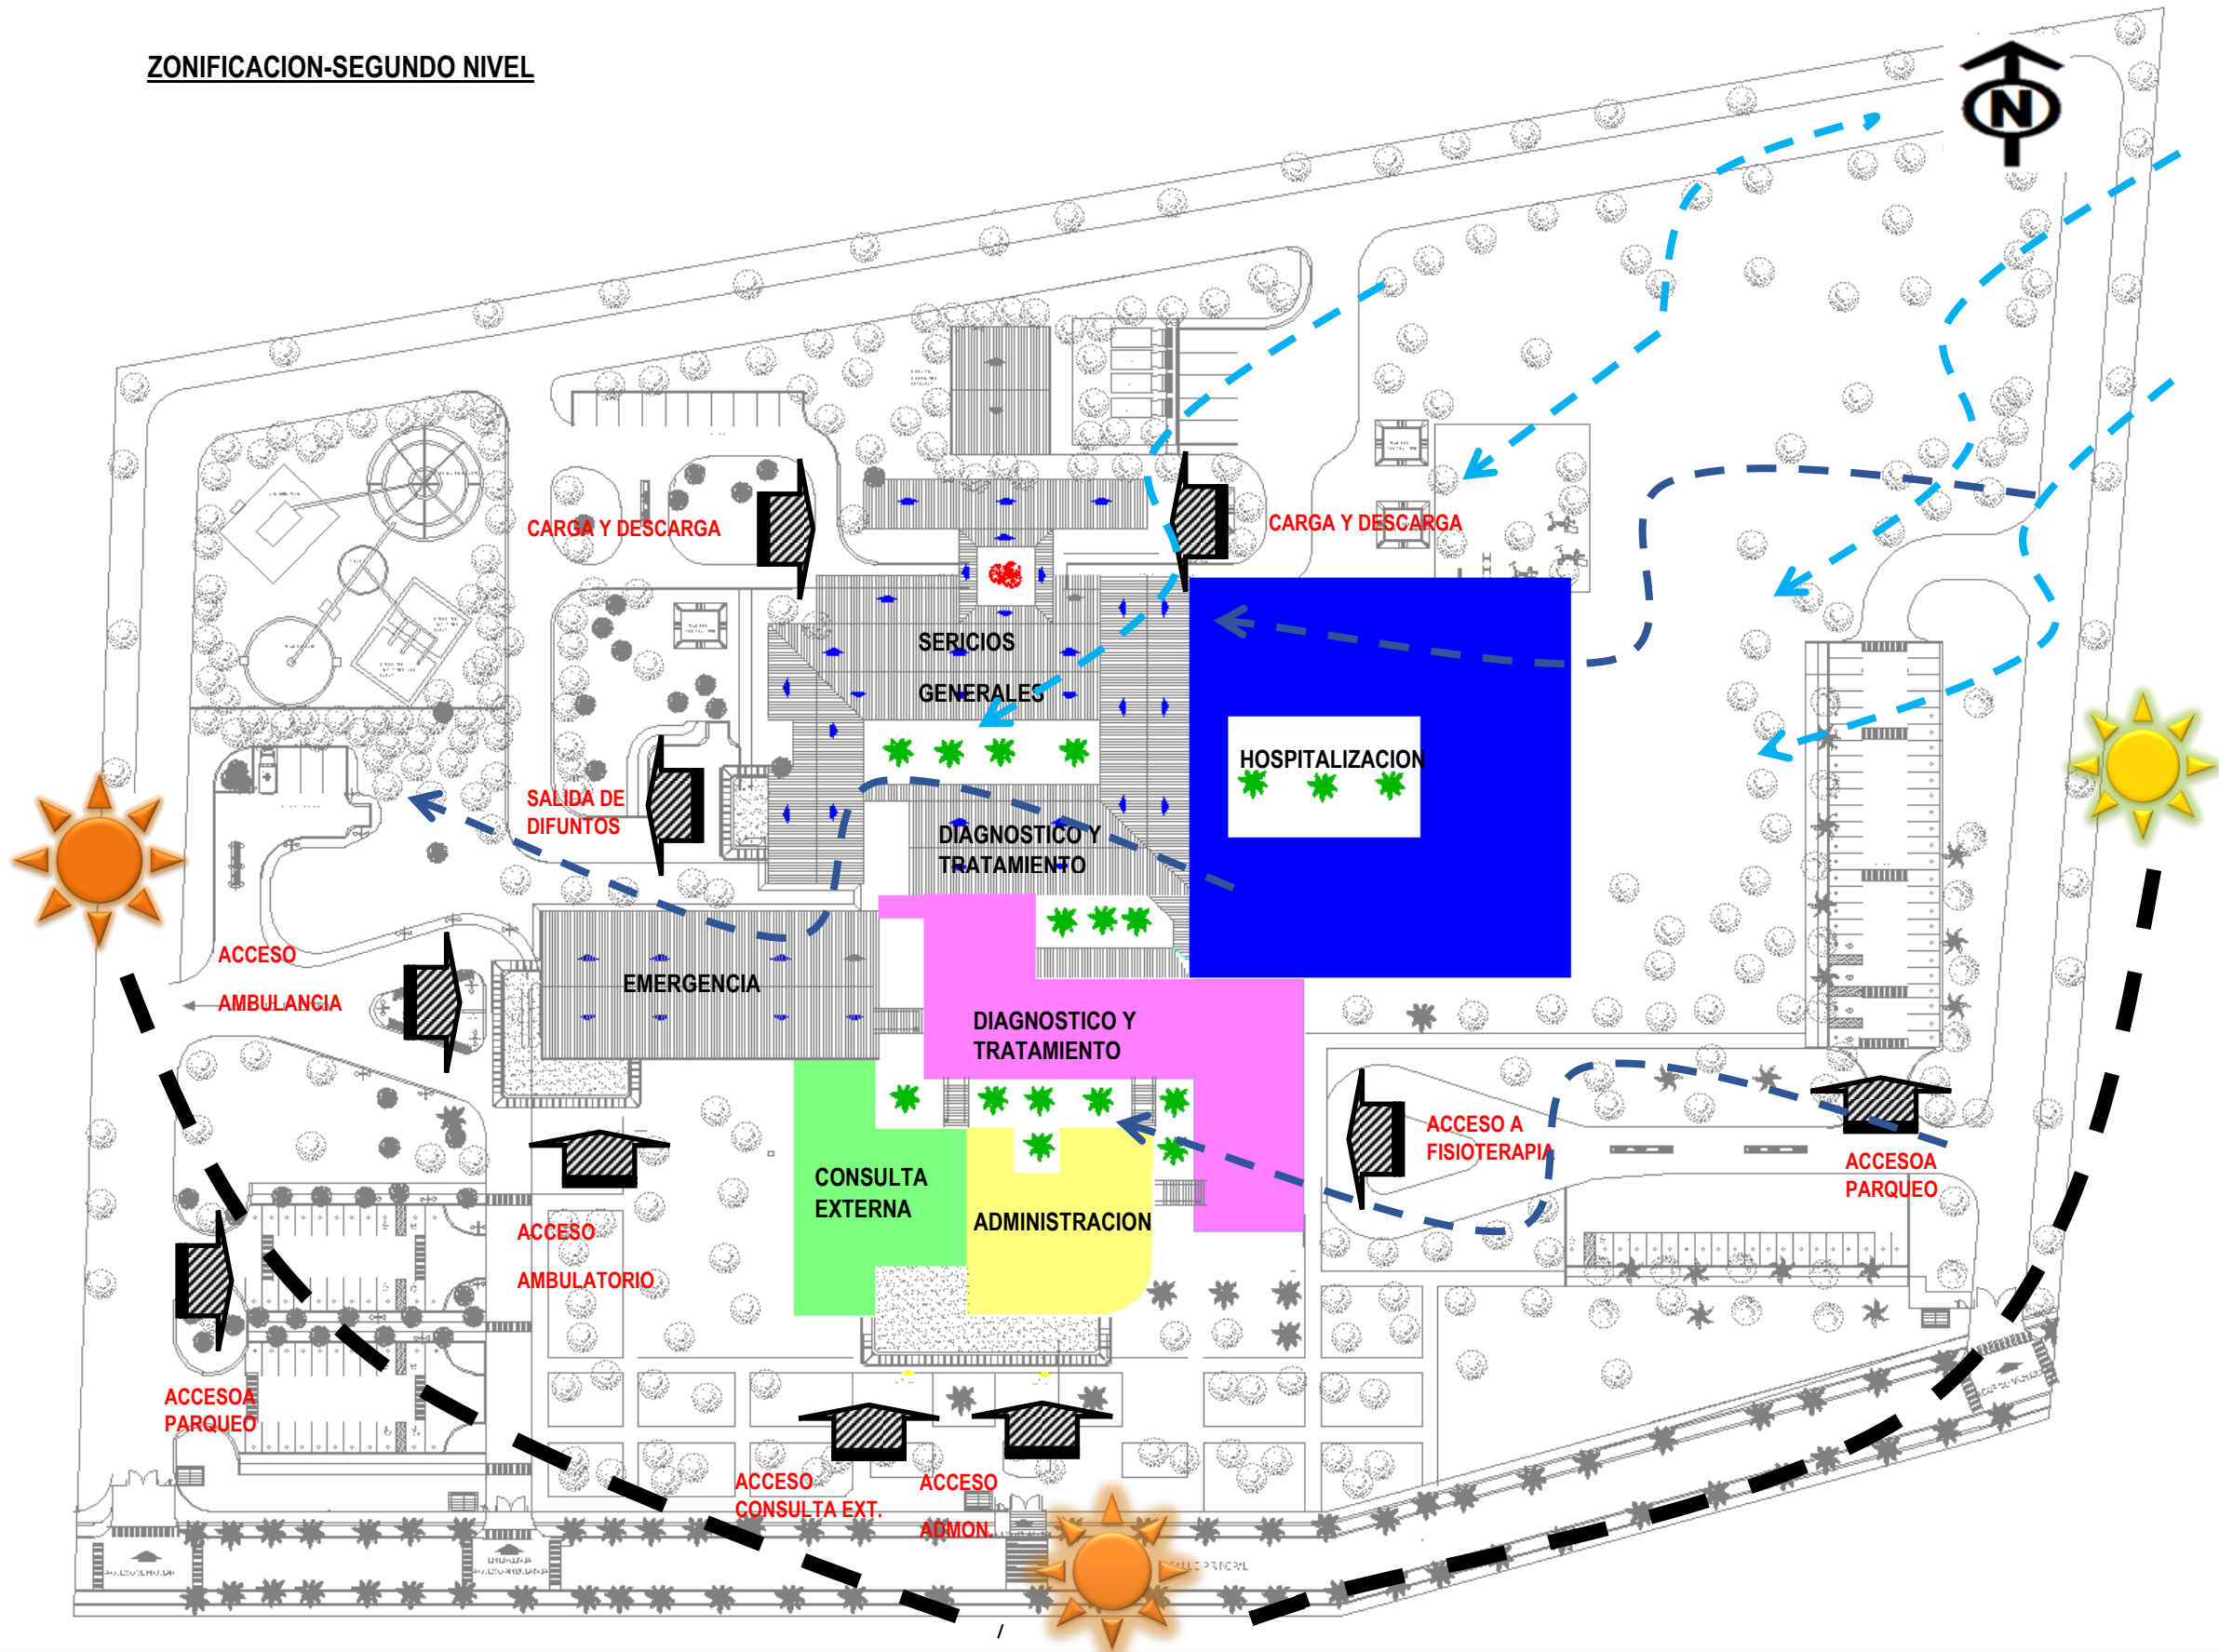 ZONIFICACION-SEGUNDO NIVEL
N
CARGA Y DESCARGA
CARGA Y DESCARGA
SERICIOS
GENERALES
HOSPITALIZACION
SALIDA DE
DIFUNTOS
DIAGNOSTICO Y
TRATAMIENTO
ACCESO
AMBULANCIA
EMERGENCIA
DIAGNOSTICO Y
TRATAMIENTO
ACCESO A
FISIOTERAPIA
ACCESOA
PARQUEO
CONSULTA
EXTERNA
ADMINISTRACION
ACCESO
AMBULATORIO
ACCESOA
PARQUEO
ACCESO
CONSULTA EXT.
ACCESO
ADMON.
/